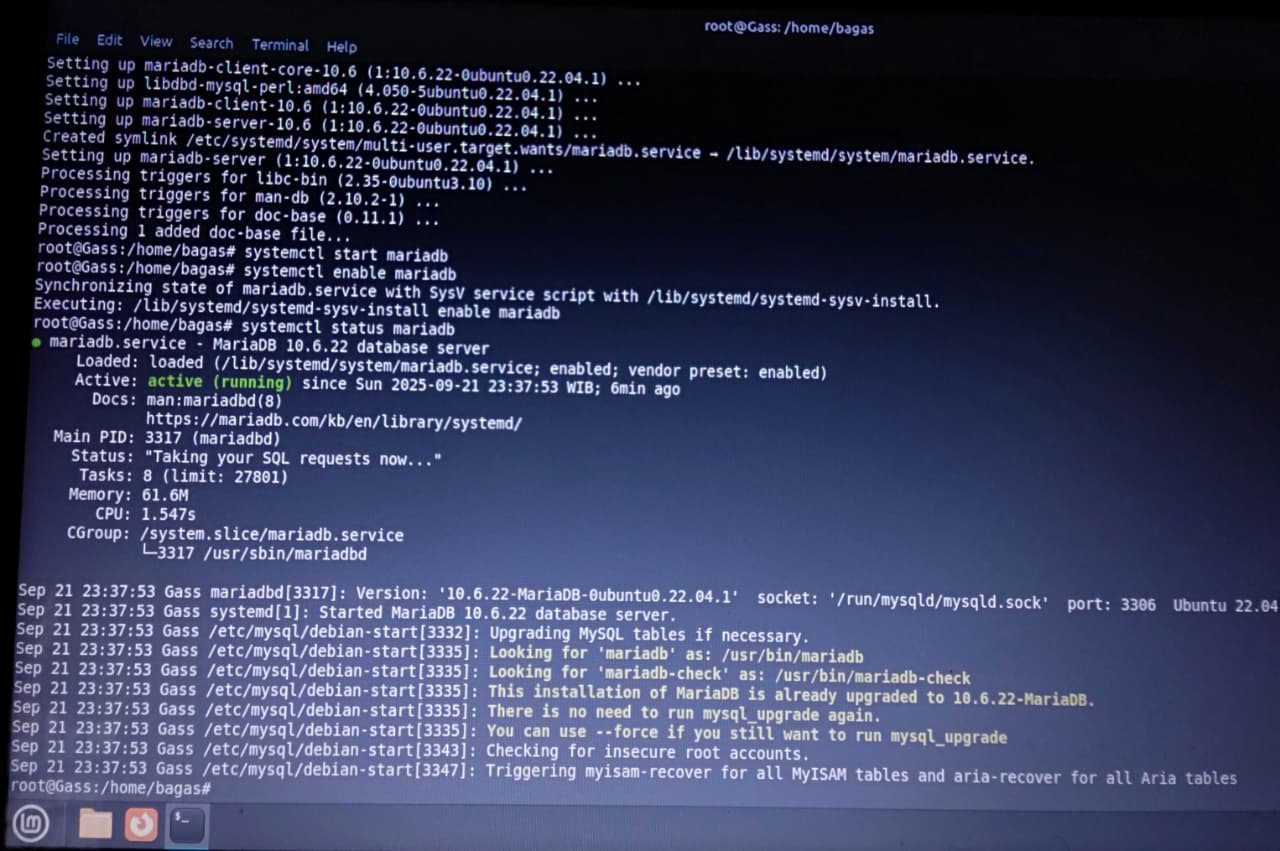 root@Gass: /home/bagas
File Edit View Search Terminal Help
Setting up mariadb-client-core-10.6 (1:10.6.22-0ubuntu0.22.04.1) ...
Setting up libdbd-mysql-perl:amd64 (4.050-5ubuntu0.22.04.1) ...
Setting up mariadb-client-10.6 (1:10.6.22-0ubuntu0.22.04.1) ...
Setting up mariadb-server-10.6 (1:10.6.22-0ubuntu0.22.04.1) ...
Created symlink /etc/systemd/system/multi-user.target.wants/mariadb.service → /lib/systemd/system/mariadb.service.
Setting up mariadb-server (1:10.6.22-0ubuntu0.22.04.1) ...
Processing triggers for libc-bin (2.35-0ubuntu3.10) ...
Processing triggers for man-db (2.10.2-1) ...
Processing triggers for doc-base (0.11.1) ...
Processing 1 added doc-base file...
root@Gass:/home/bagas# systemctl start mariadb
root@Gass:/home/bagas# systemctl enable mariadb
Synchronizing state of mariadb.service with SysV service script with /lib/systemd/systemd-sysv-install.
Executing: /lib/systemd/systemd-sysv-install enable mariadb
root@Gass:/home/bagas# systemctl status mariadb
● mariadb.service - MariaDB 10.6.22 database server
Loaded: loaded (/lib/systemd/system/mariadb.service; enabled; vendor preset: enabled)
Active: active (running) since Sun 2025-09-21 23:37:53 WIB; 6min ago
Docs: man:mariadbd(8)
https://mariadb.com/kb/en/library/systemd/
Main PID: 3317 (mariadbd)
Status: "Taking your SQL requests now..."
Tasks: 8 (limit: 27801)
Memory: 61.6M
CPU: 1.547s
CGroup: /system.slice/mariadb.service
└─3317 /usr/sbin/mariadbd
Sep 21 23:37:53 Gass mariadbd[3317]: Version: '10.6.22-MariaDB-0ubuntu0.22.04.1' socket: '/run/mysqld/mysqld.sock' port: 3306 Ubuntu 22.04
Sep 21 23:37:53 Gass systemd[1]: Started MariaDB 10.6.22 database server.
Sep 21 23:37:53 Gass /etc/mysql/debian-start[3332]: Upgrading MySQL tables if necessary.
Sep 21 23:37:53 Gass /etc/mysql/debian-start[3335]: Looking for 'mariadb' as: /usr/bin/mariadb
Sep 21 23:37:53 Gass /etc/mysql/debian-start[3335]: Looking for 'mariadb-check' as: /usr/bin/mariadb-check
Sep 21 23:37:53 Gass /etc/mysql/debian-start[3335]: This installation of MariaDB is already upgraded to 10.6.22-MariaDB.
Sep 21 23:37:53 Gass /etc/mysql/debian-start[3335]: There is no need to run mysql_upgrade again.
Sep 21 23:37:53 Gass /etc/mysql/debian-start[3335]: You can use --force if you still want to run mysql_upgrade
Sep 21 23:37:53 Gass /etc/mysql/debian-start[3343]: Checking for insecure root accounts.
Sep 21 23:37:53 Gass /etc/mysql/debian-start[3347]: Triggering myisam-recover for all MyISAM tables and aria-recover for all Aria tables
root@Gass:/home/bagas#